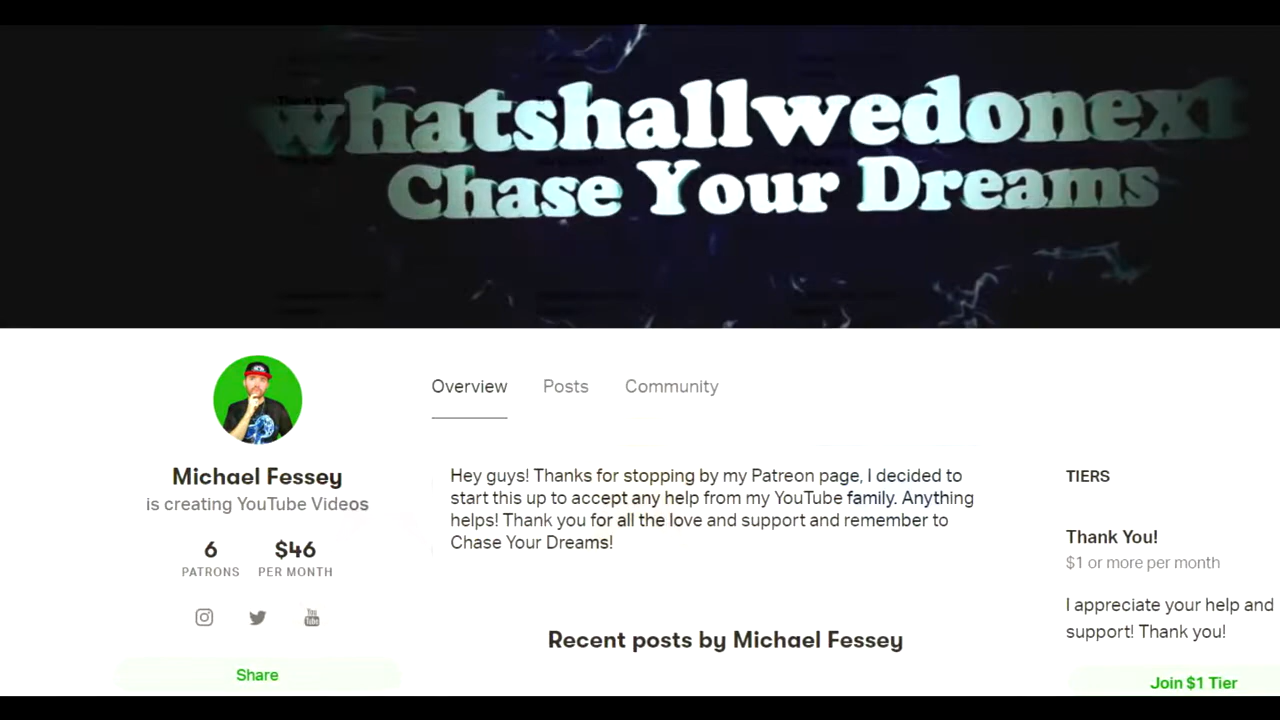 whatshallwedonext
Chase Your Dreams
Overview
Posts
Community
Michael Fessey
is creating YouTube Videos
6
$46
PATRONS
PER MONTH
You
Tube
Share
Hey guys! Thanks for stopping by my Patreon page, I decided to
start this up to accept any help from my YouTube family. Anything
helps! Thank you for all the love and support and remember to
Chase Your Dreams!
Recent posts by Michael Fessey
TIERS
Thank You!
$1 or more per month
I appreciate your help and
support! Thank you!
Join $1 Tier